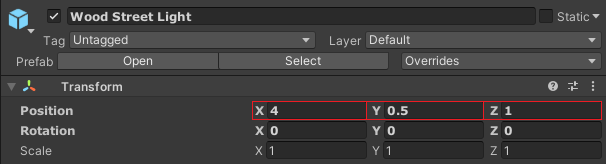 Wood Street Light Static
Tag Untagged Layer Default
Prefab Open Select Overrides
Transform
Position X 4 Y 0.5 Z 1
Rotation X 0 Y 0 Z 0
Scale X 1 Y 1 Z 1